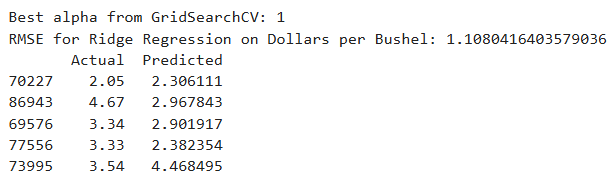 Best alpha from GridSearchCV: 1
RMSE for Ridge Regression on Dollars per Bushel: 1.1080416403579036
Actual Predicted
70227 2.05 2.306111
86943 4.67 2.967843
69576 3.34 2.901917
77556 3.33 2.382354
73995 3.54 4.468495